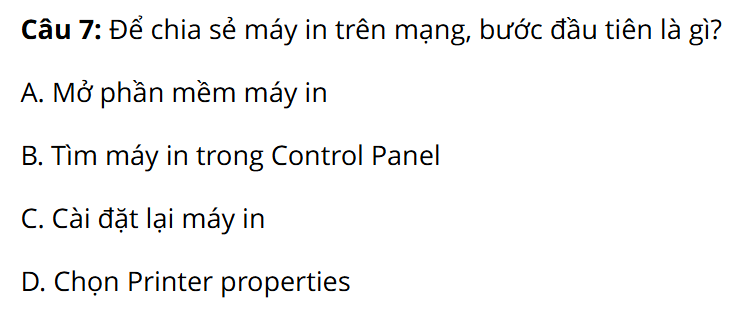 Câu 7: Để chia sẻ máy in trên mạng, bước đầu tiên là gì?
A. Mở phần mềm máy in
B. Tìm máy in trong Control Panel
C. Cài đặt lại máy in
D. Chọn Printer properties